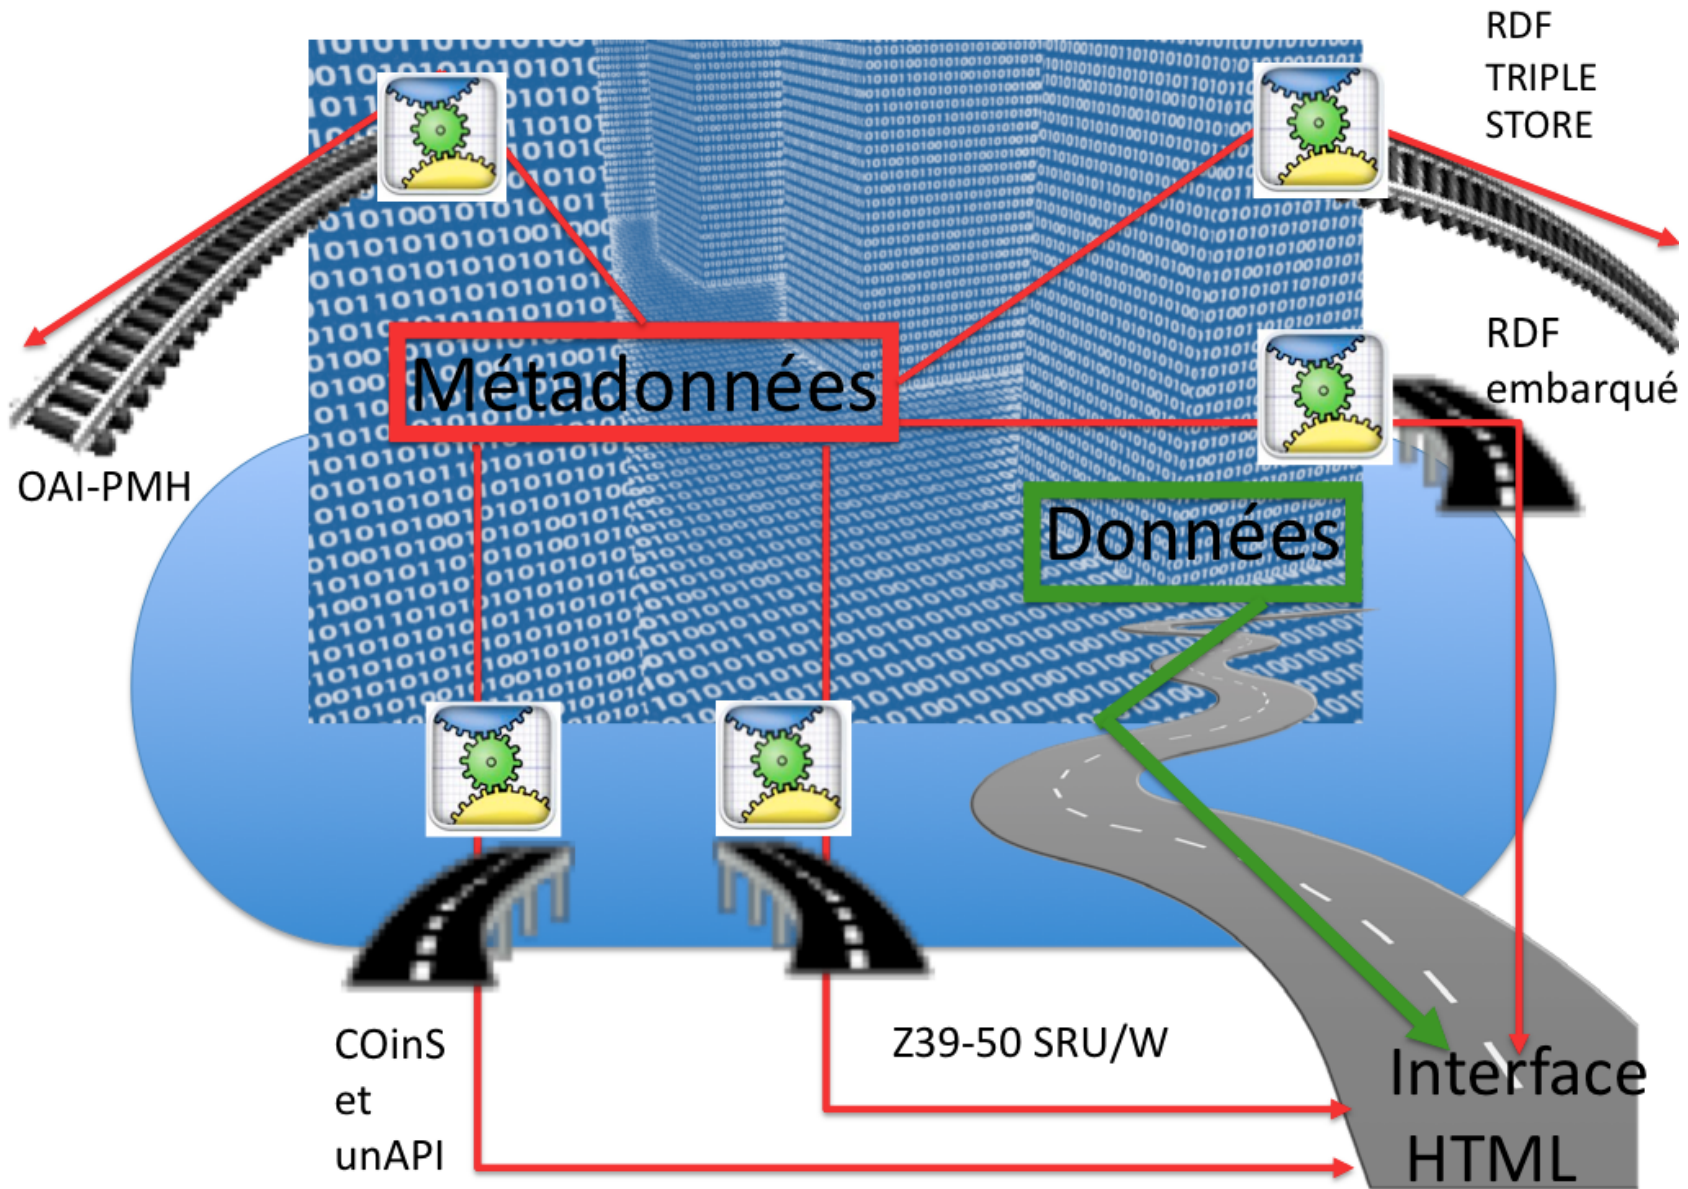 RDF
TRIPLE
STORE
Métadonnées
RDF
embarqué
OAI-PMH
Données
COinS
et
unAPI
Z39-50 SRU/W
Interface
HTML